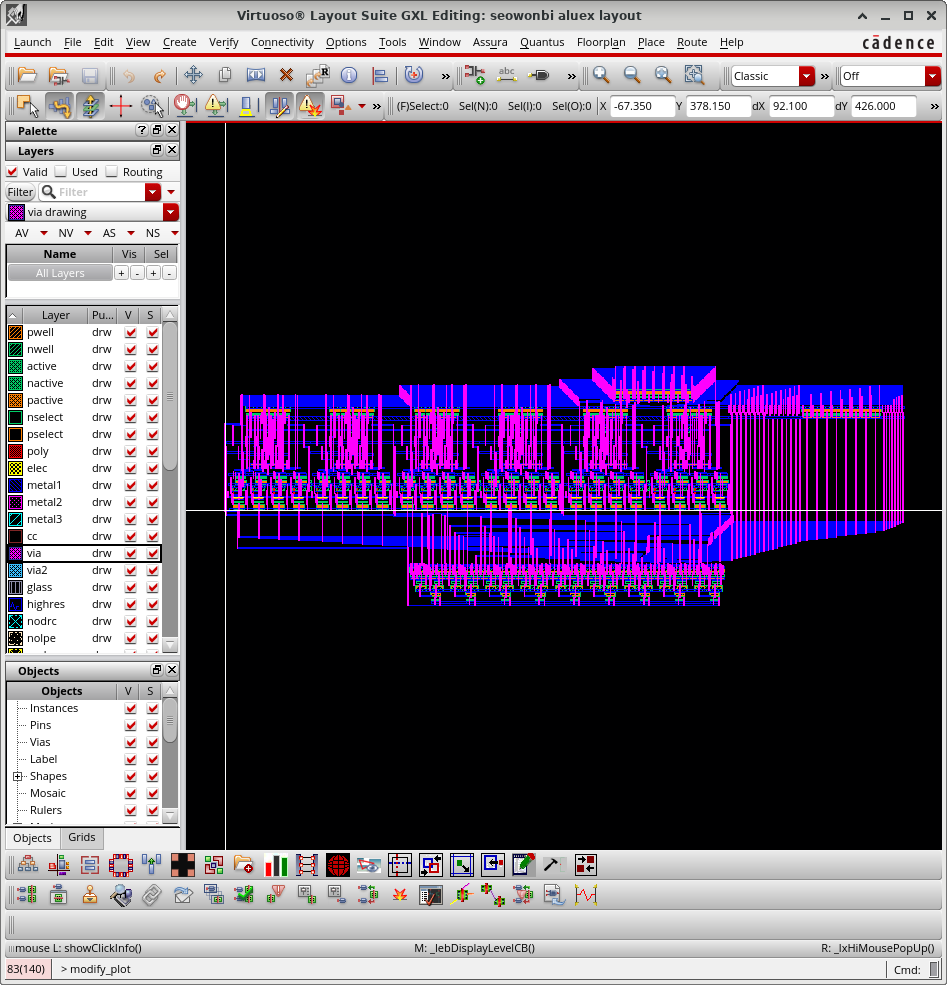 Virtuoso® Layout Suite GXL Editing: seowonbi aluex layout
Launch File Edit View Create Verify Connectivity Options Tools Window Assura Quantus Floorplan Place Route Help cādence
» abc » Classic » Off
» (F)Select:0 Sel(N):0 Sel(I):0 Sel(O):0 X -67.350 Y 378.150 dX 92.100 dY 426.000 »
Palette
Layers
Valid Used Routing
Filter Filter
via drawing
AV NV AS NS
Name Vis Sel
All Layers + - + -
Layer Pu... V S
pwell drw
nwell drw
active drw
nactive drw
pactive drw
nselect drw
pselect drw
poly drw
elec drw
metal1 drw
metal2 drw
metal3 drw
cc drw
via drw
via2 drw
glass drw
highres drw
nodrc drw
nolpe drw
Objects
Objects V S
Instances
Pins
Vias
Label
Shapes
Mosaic
Rulers
Objects Grids
mouse L: showClickInfo() M: _lebDisplayLevelCB() R: _lxHiMousePopUp()
83(140) > modify_plot Cmd: